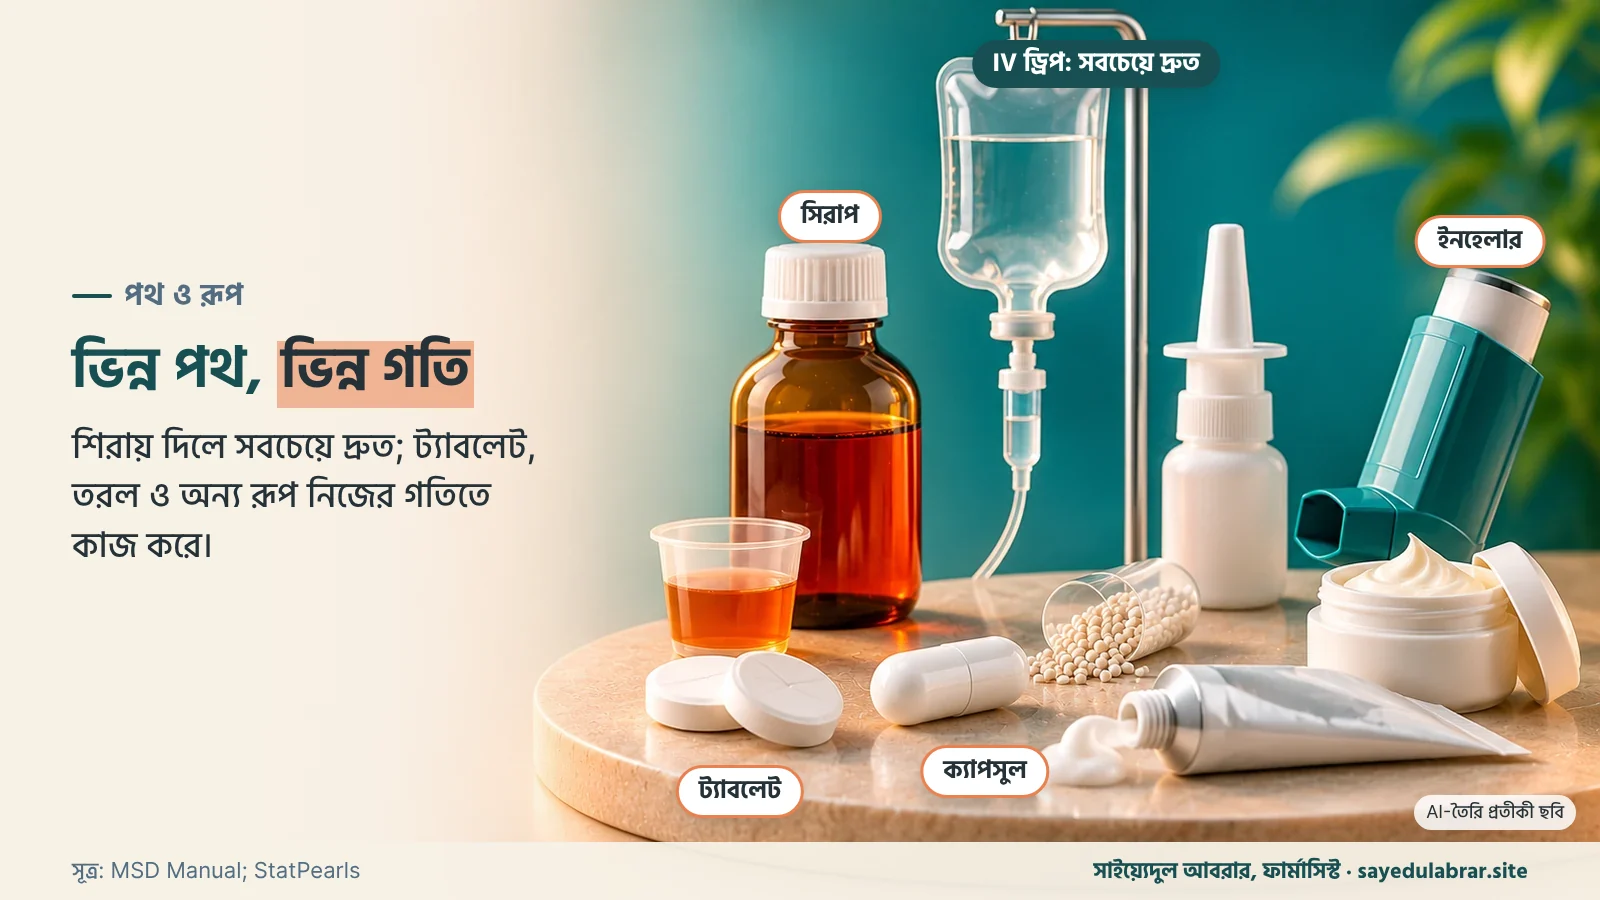 IV ড্রিপ: সবচেয়ে দ্রুত
সিরাপ
ইনহেলার
পথ ও রূপ
ভিন্ন পথ, ভিন্ন গতি
শিরায় দিলে সবচেয়ে দ্রুত; ট্যাবলেট,
তরল ও অন্য রূপ নিজের গতিতে
কাজ করে।
ক্যাপসুল
ট্যাবলেট
AI-তৈরি প্রতীকী ছবি
সূত্র: MSD Manual; StatPearls
সাইয়্যেদুল আবরার, ফার্মাসিস্ট · sayedulabrar.site